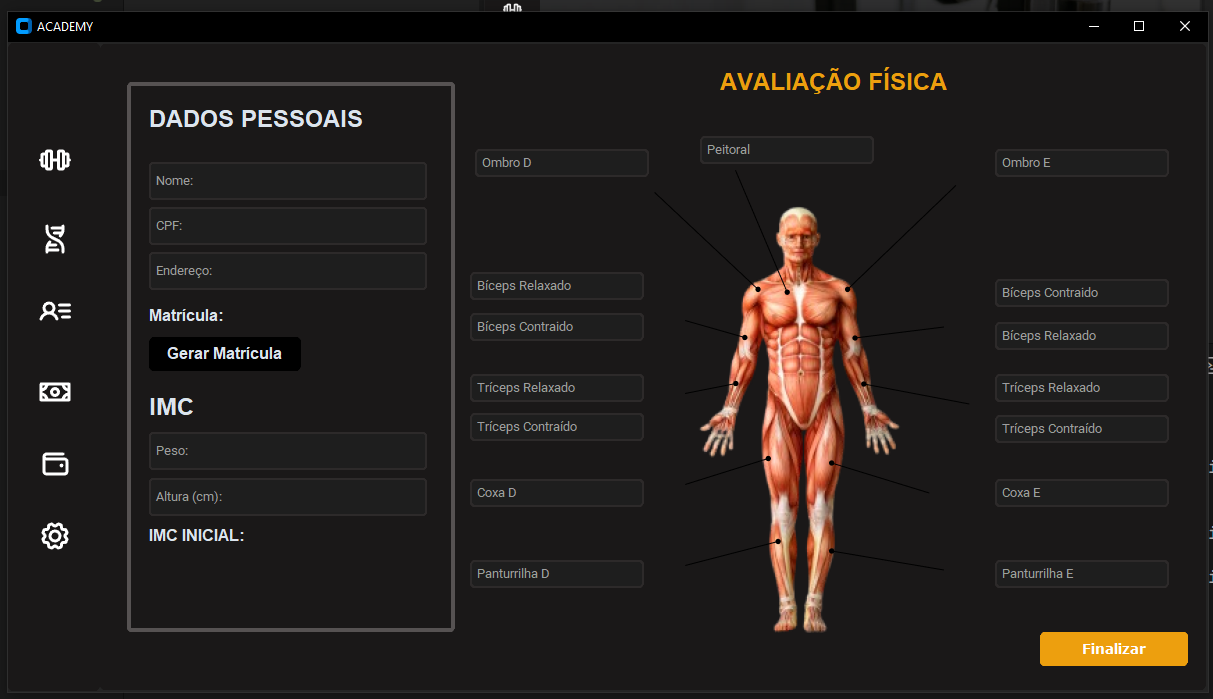 ACADEMY
AVALIAÇÃO FÍSICA
DADOS PESSOAIS
Nome:
CPF:
Endereço:
Matrícula:
Gerar Matrícula
IMC
Peso:
Altura (cm):
IMC INICIAL:
Peitoral
Ombro D
Ombro E
Bíceps Relaxado
Bíceps Contraido
Tríceps Relaxado
Tríceps Contraído
Coxa D
Panturrilha D
Bíceps Contraido
Bíceps Relaxado
Tríceps Relaxado
Tríceps Contraído
Coxa E
Panturrilha E
Finalizar